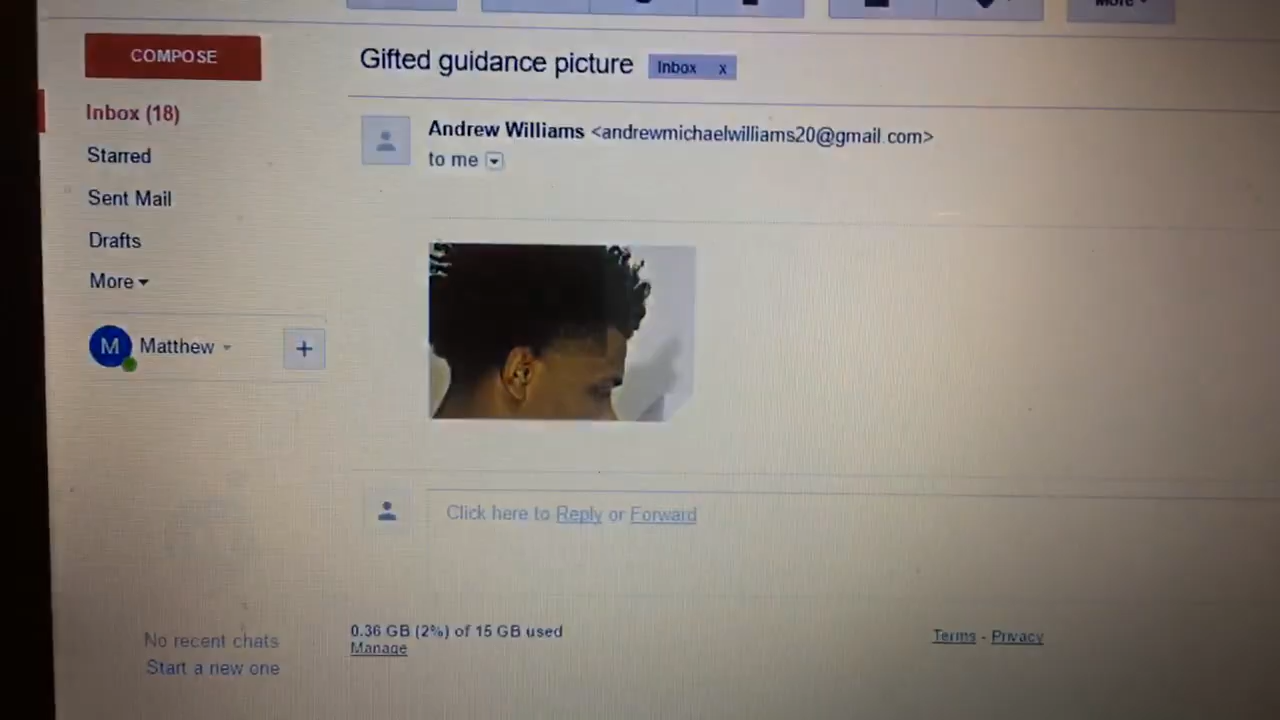 More
COMPOSE
Gifted guidance picture Inbox x
Inbox (18)
Andrew Williams <andrewmichaelwilliams20@gmail.com>
to me
Starred
Sent Mail
Drafts
More
M Matthew +
Click here to Reply or Forward
No recent chats
Start a new one
0.36 GB (2%) of 15 GB used
Manage
Terms - Privacy